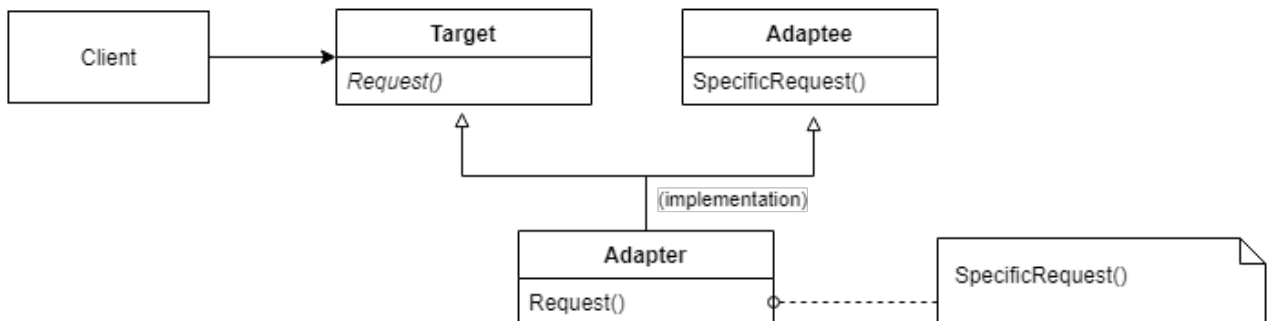 Client
Target
Request()
Adaptee
SpecificRequest()
(implementation)
Adapter
Request()
SpecificRequest()